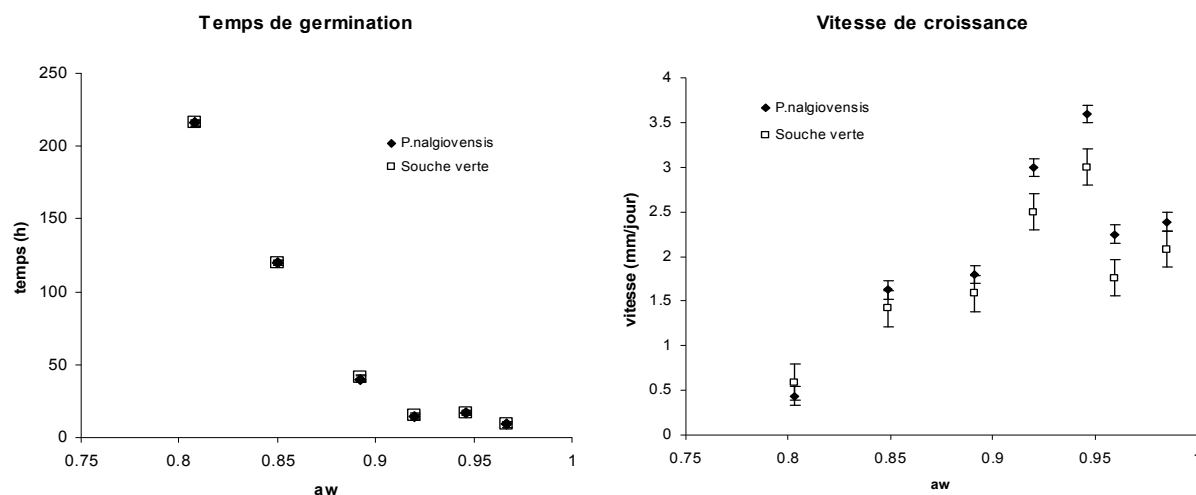 Temps de germination
250
200
150
100
50
0
0.75
0.8
0.85
0.9
0.95
1
temps (h)
aw
P.nalgiovensis
Souche verte
Vitesse de croissance
4
3.5
3
2.5
2
1.5
1
0.5
0
0.75
0.8
0.85
0.9
0.95
1
vitesse (mm/jour)
aw
P.nalgiovensis
Souche verte